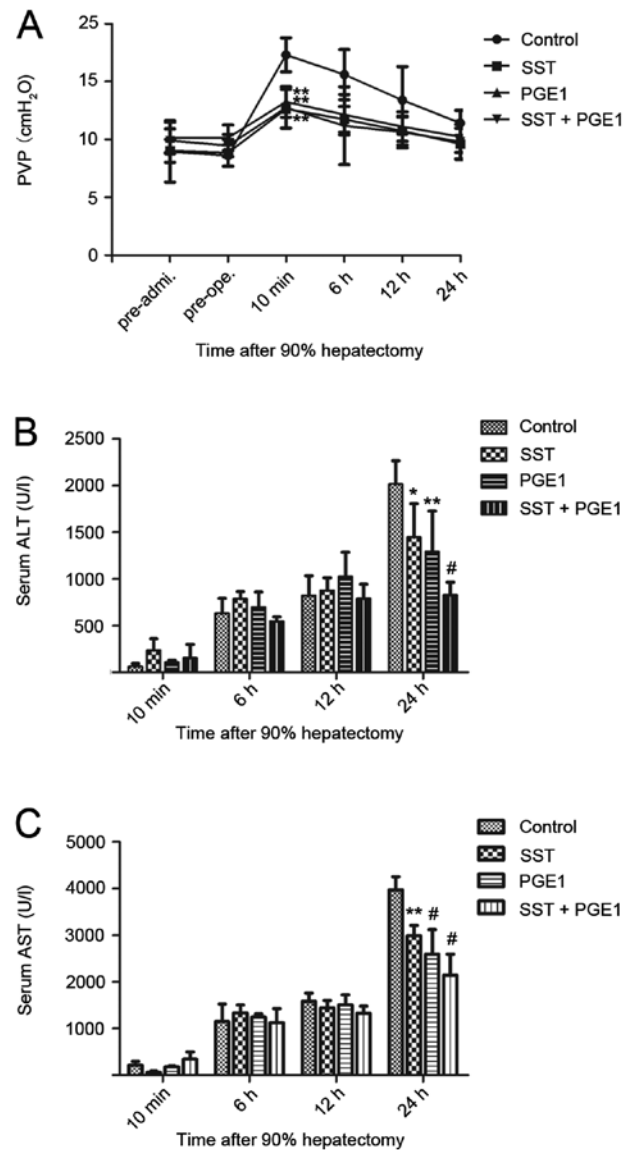 A
PVP (cmH2O)
25
20
15
10
5
0
**
**
**
Control
SST
PGE1
SST + PGE1
pre-admi.
pre-ope.
10 min
6 h
12 h
24 h
Time after 90% hepatectomy
B
Serum ALT (U/l)
2500
2000
1500
1000
500
*
**
#
Control
SST
PGE1
SST + PGE1
10 min
6 h
12 h
24 h
Time after 90% hepatectomy
C
Serum AST (U/l)
5000
4000
3000
2000
1000
**
#
#
Control
SST
PGE1
SST + PGE1
10 min
6 h
12 h
24 h
Time after 90% hepatectomy